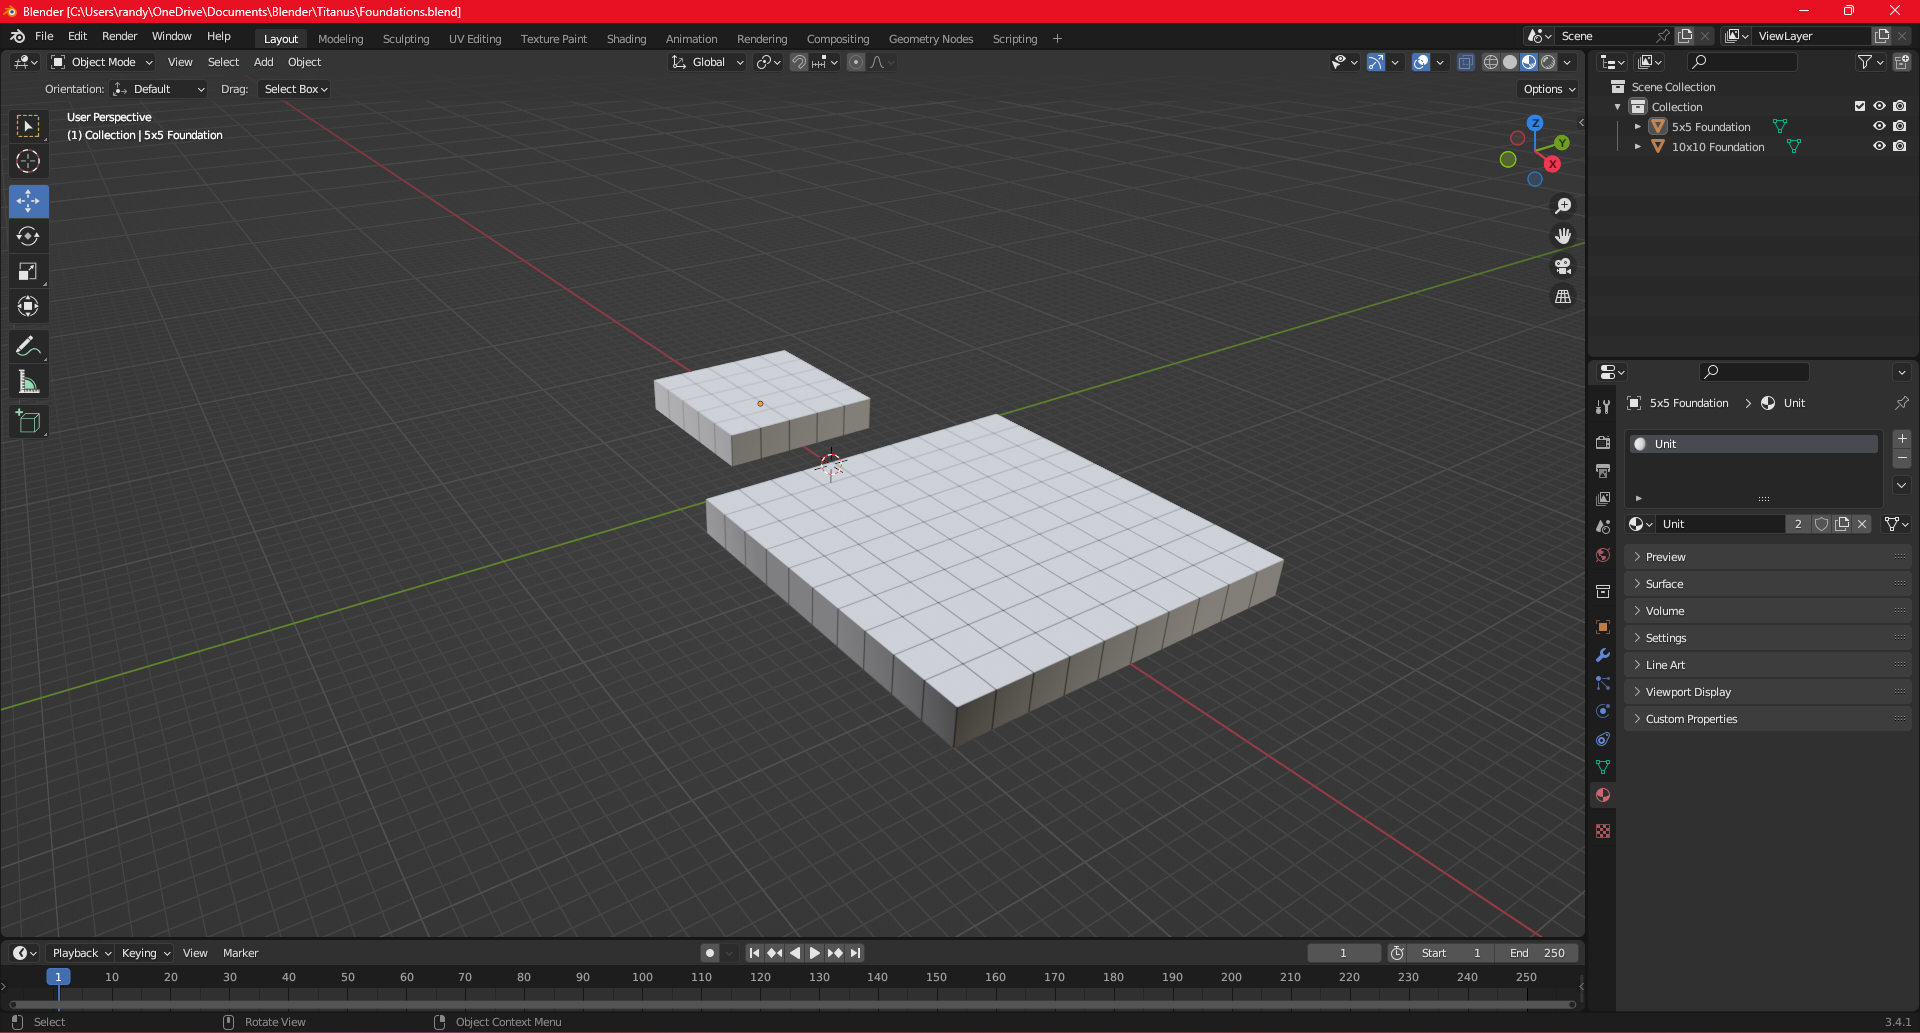 Blender [C:\Users\randy\OneDrive\Documents\Blender\Titanus\Foundations.blend]
File Edit Render Window Help
Layout Modeling Sculpting UV Editing Texture Paint Shading Animation Rendering Compositing Geometry Nodes Scripting +
Scene
ViewLayer
Object Mode View Select Add Object
Global
Orientation: Default Drag: Select Box
Options
User Perspective
(1) Collection | 5x5 Foundation
Z
Y
X
Scene Collection
Collection
5x5 Foundation
10x10 Foundation
5x5 Foundation > Unit
Unit
Unit 2
Preview
Surface
Volume
Settings
Line Art
Viewport Display
Custom Properties
Playback Keying View Marker
1 Start 1 End 250
1 10 20 30 40 50 60 70 80 90 100 110 120 130 140 150 160 170 180 190 200 210 220 230 240 250
Select Rotate View Object Context Menu
3.4.1